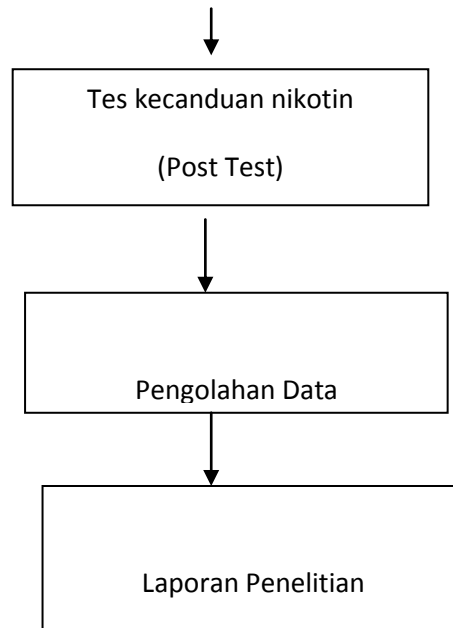 Tes kecanduan nikotin
(Post Test)
Pengolahan Data
Laporan Penelitian